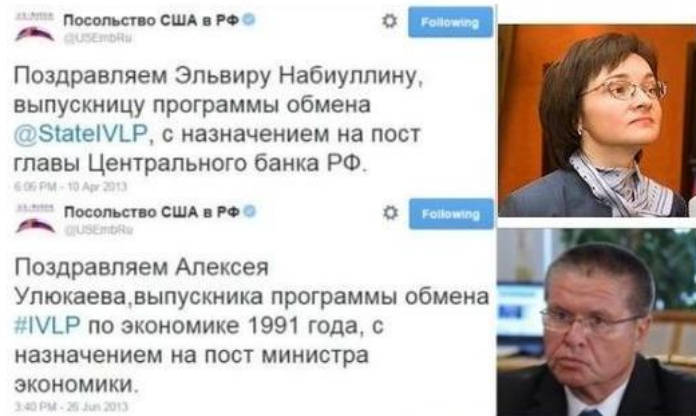 Посольство США в РФ
@USEmbRu
Following
Поздравляем Эльвиру Набиуллину,
выпускницу программы обмена
@StateIVLP, с назначением на пост
главы Центрального банка РФ.
6:06 PM - 10 Apr 2013
Посольство США в РФ
@USEmbRu
Following
Поздравляем Алексея
Улюкаева,выпускника программы обмена
#IVLP по экономике 1991 года, с
назначением на пост министра
экономики.
3:40 PM - 26 Jun 2013